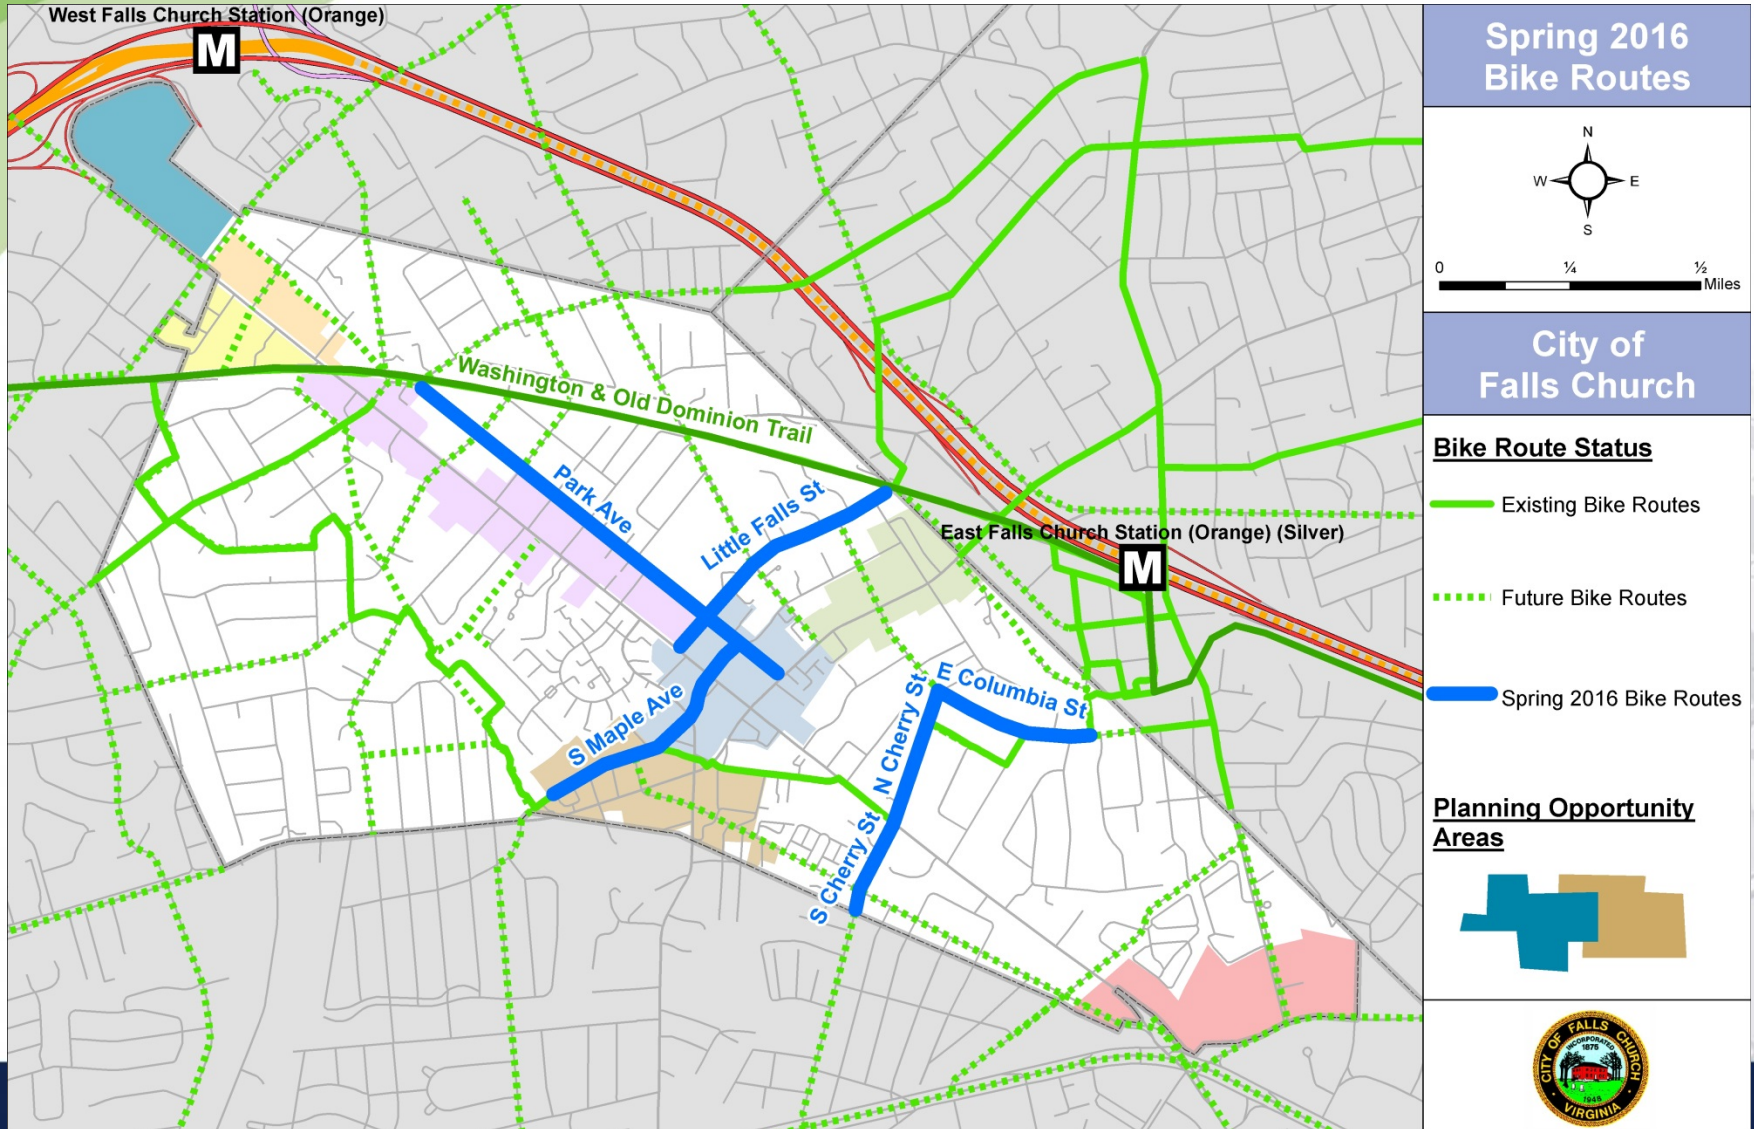 West Falls Church Station (Orange)
M
Washington & Old Dominion Trail
Park Ave
Little Falls St
East Falls Church Station (Orange) (Silver)
M
S Maple Ave
E Columbia St
N Cherry St
S Cherry St
Spring 2016
Bike Routes
N
W E
S
0 ¼ ½
Miles
City of
Falls Church
Bike Route Status
Existing Bike Routes
Future Bike Routes
Spring 2016 Bike Routes
Planning Opportunity
Areas
CITY OF FALLS CHURCH
INCORPORATED
1875
1948
VIRGINIA